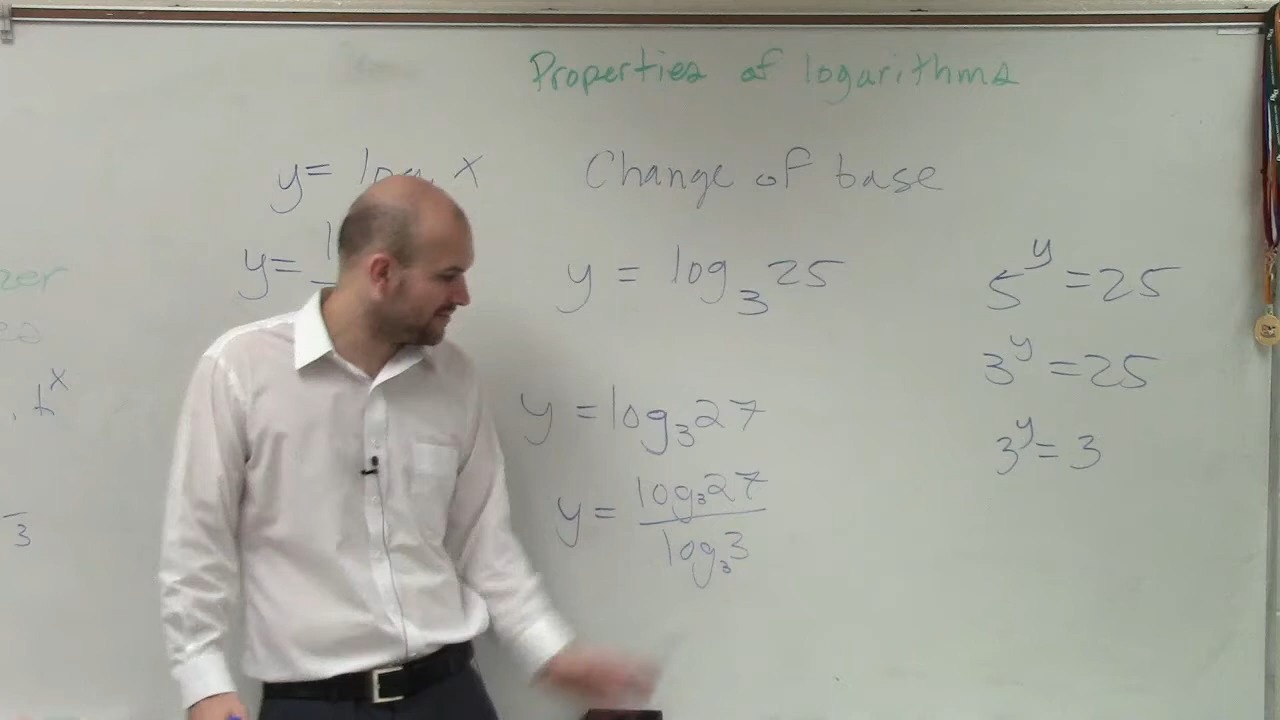 Properties of logarithms
y = log x
Change of base
y =
y = log₃ 25
5^y = 25
3^y = 25
y = log₃ 27
3^y = 3
y = log₃ 27 / log₃ 3
x
3